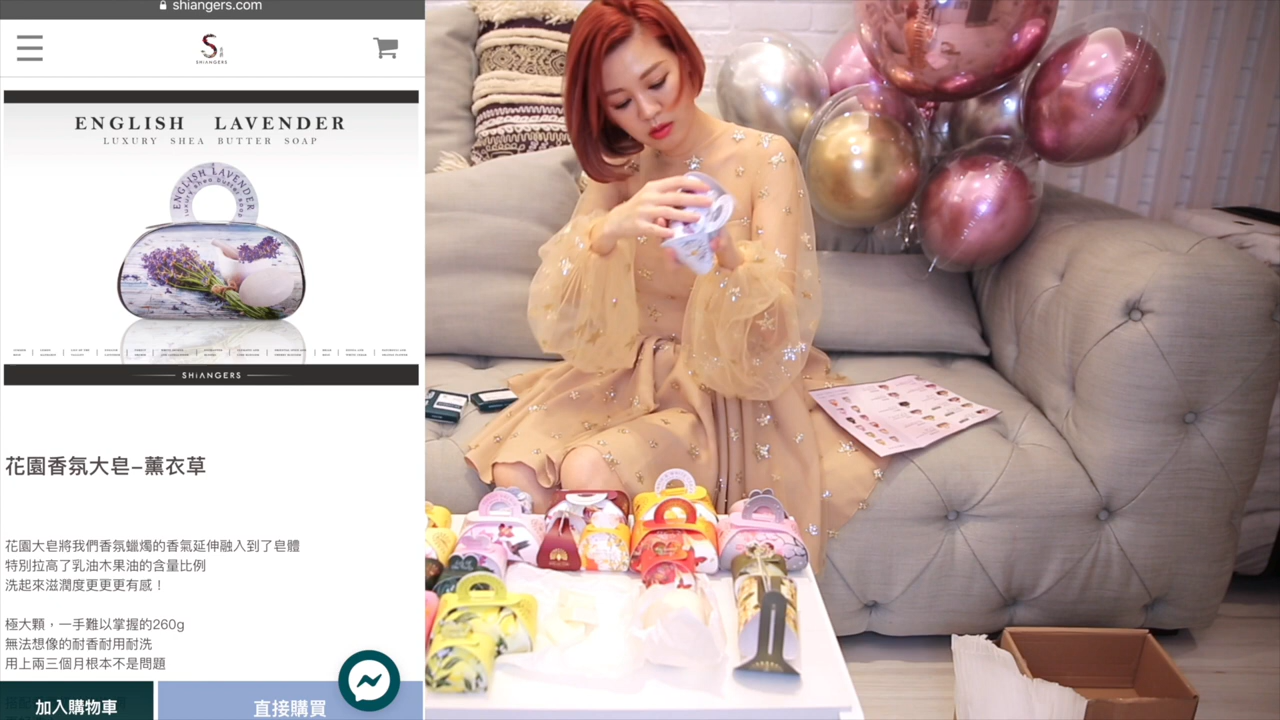 shiangers.com
S
SHIANGERS
ENGLISH LAVENDER
LUXURY SHEA BUTTER SOAP
ENGLISH LAVENDER
luxury shea butter soap
SHIANGERS
花園香氛大皂–薰衣草
花園大皂將我們香氛蠟燭的香氣延伸融入到了皂體
特別拉高了乳油木果油的含量比例
洗起來滋潤度更更更有感！
極大顆，一手難以掌握的260g
無法想像的耐香耐用耐洗
用上兩三個月根本不是問題
加入購物車
直接購買